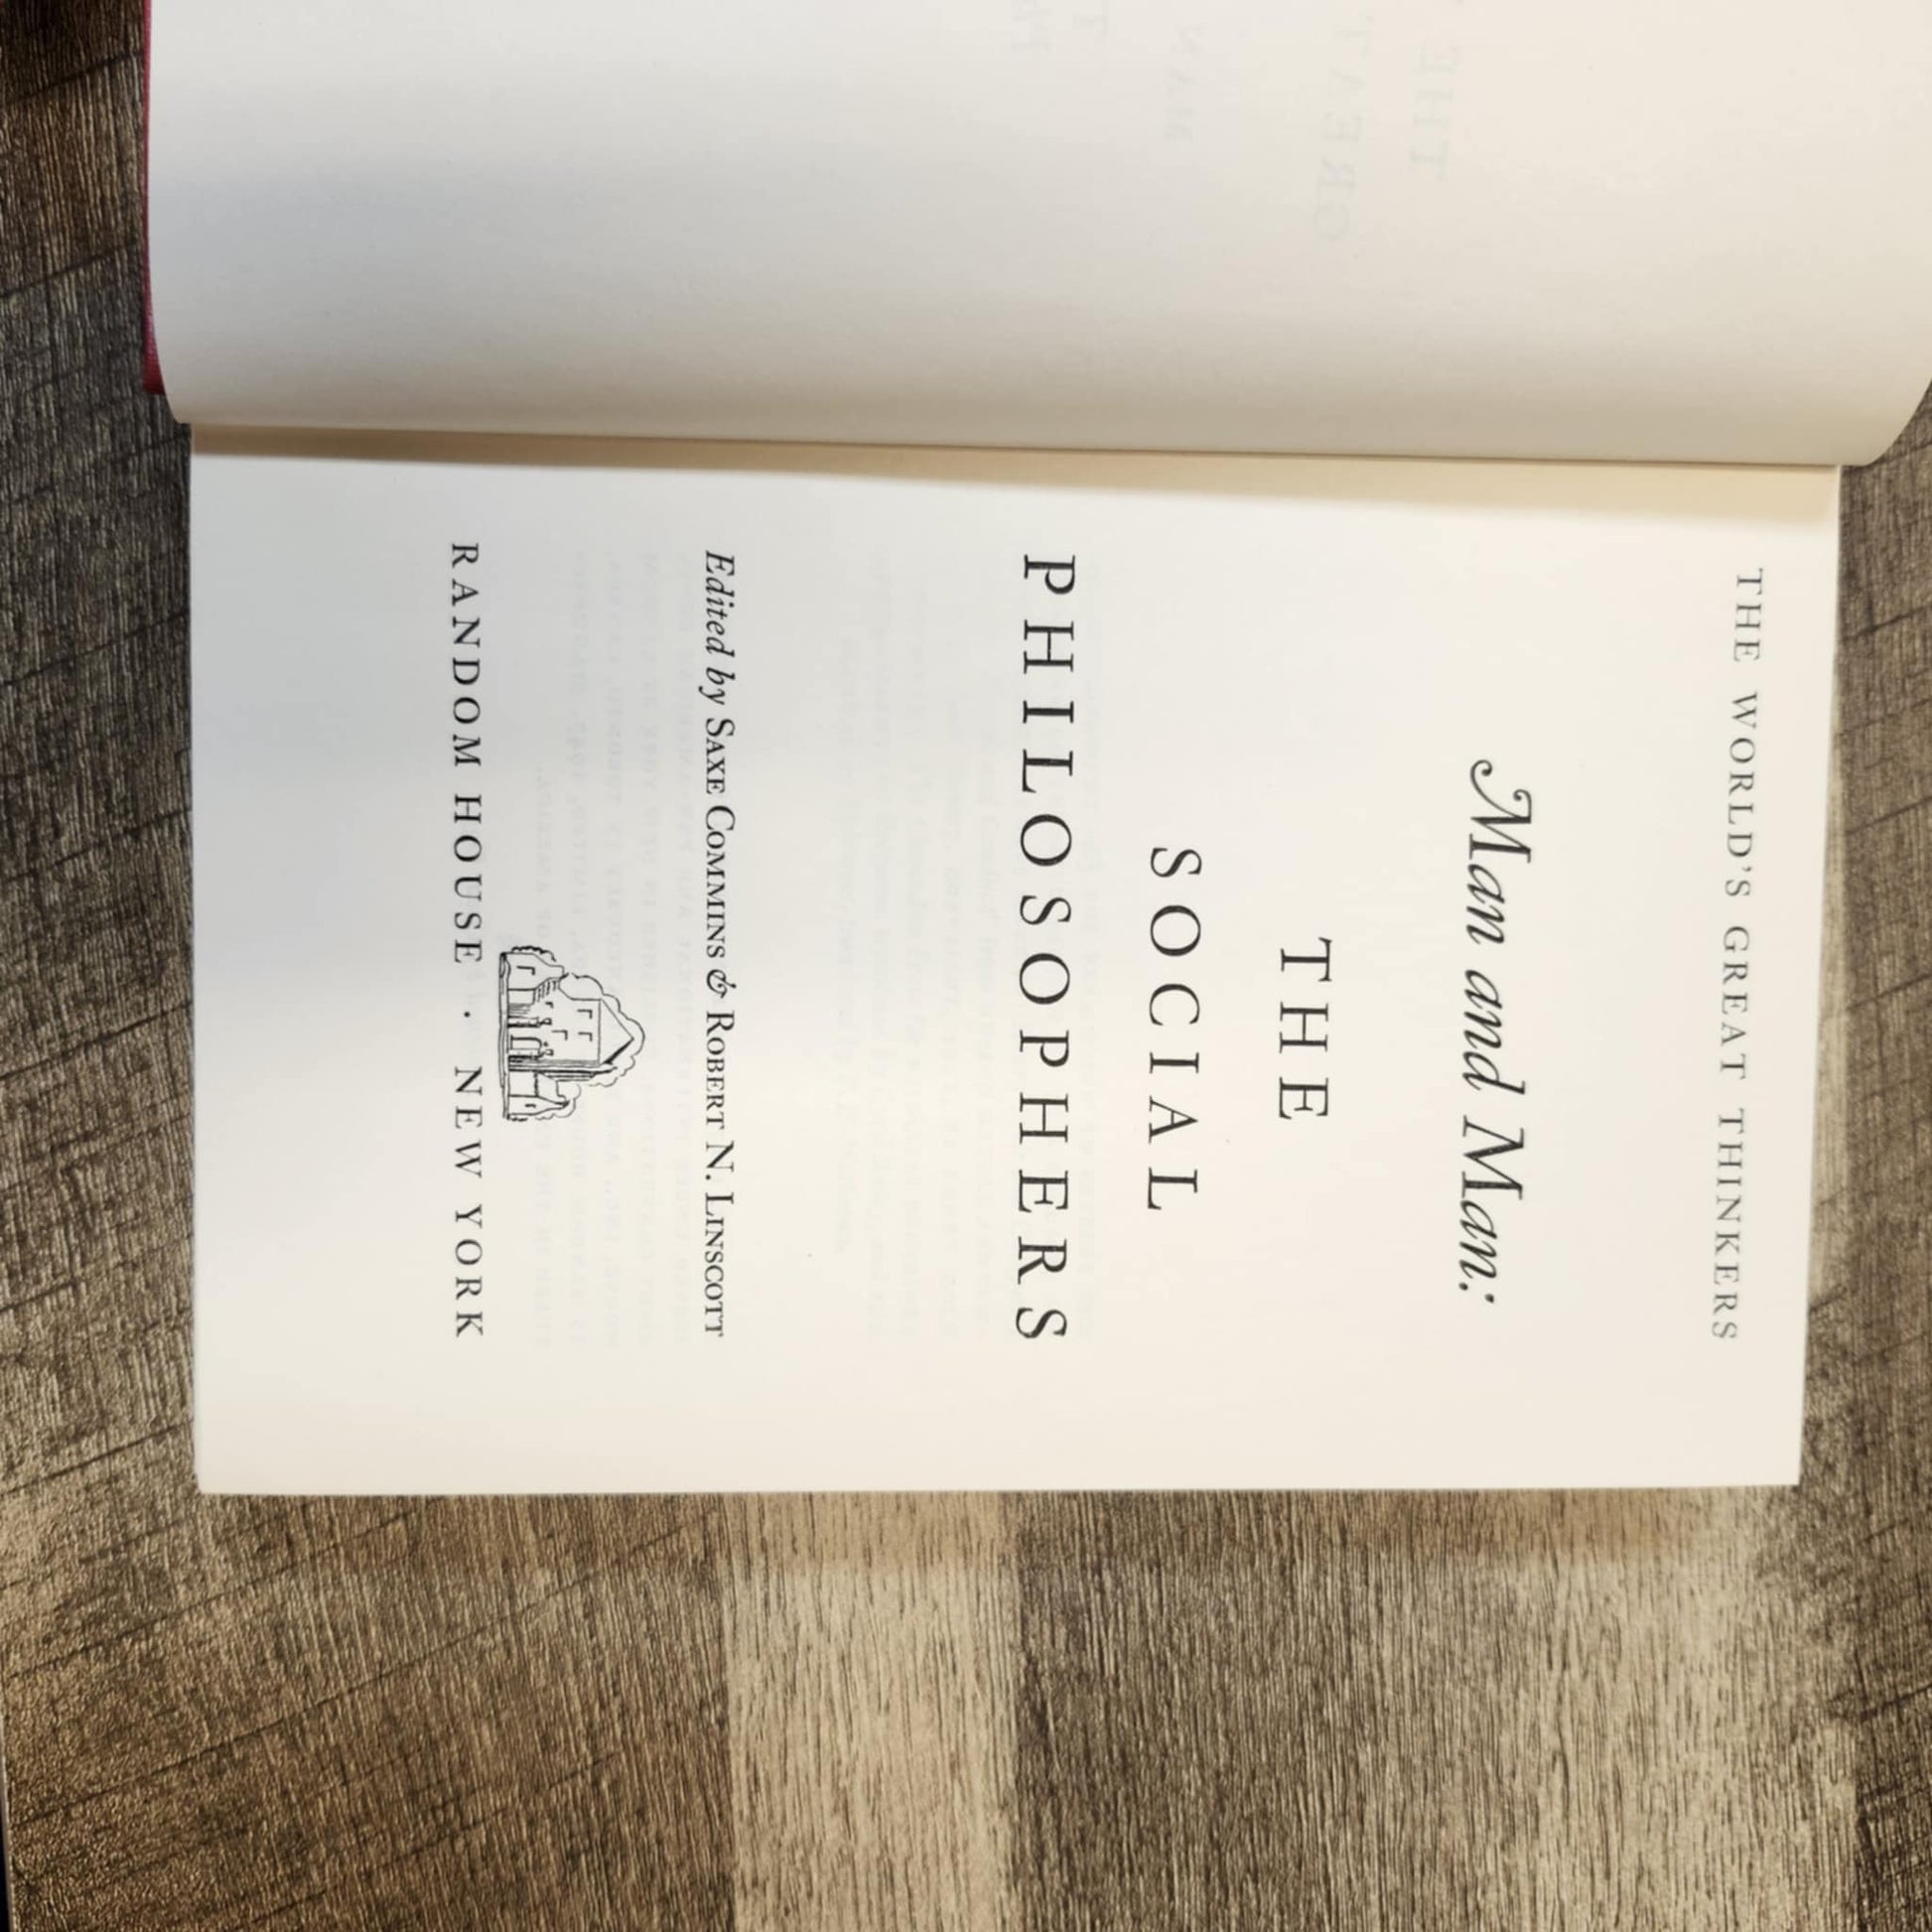 THE WORLD'S GREAT THINKERS
Man and Man:
THE
SOCIAL
PHILOSOPHERS
Edited by SAXE COMMINS & ROBERT N. LINSCOTT
RANDOM HOUSE · NEW YORK